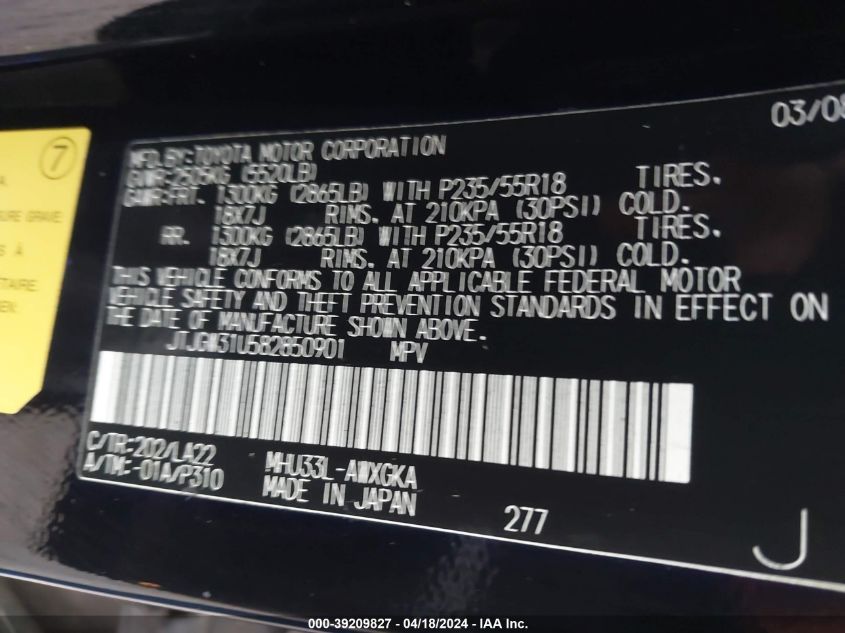 03/08
7
MFD.BY:TOYOTA MOTOR CORPORATION
GVWR:2505KG (5520LB)
GAWR:FRT. 1300KG (2865LB) WITH P235/55R18 TIRES.
18X7J RIMS. AT 210KPA (30PSI) COLD.
RR. 1300KG (2865LB) WITH P235/55R18 TIRES.
18X7J RIMS. AT 210KPA (30PSI) COLD.
THIS VEHICLE CONFORMS TO ALL APPLICABLE FEDERAL MOTOR
VEHICLE SAFETY AND THEFT PREVENTION STANDARDS IN EFFECT ON
THE DATE OF MANUFACTURE SHOWN ABOVE.
JTJGW31U582850901 MPV
C/TR:202/LA22 MHU33L-AWXGKA
A/TM:-01A/P310 MADE IN JAPAN
277
J
GRAVE
À
000-39209827 - 04/18/2024 - IAA Inc.